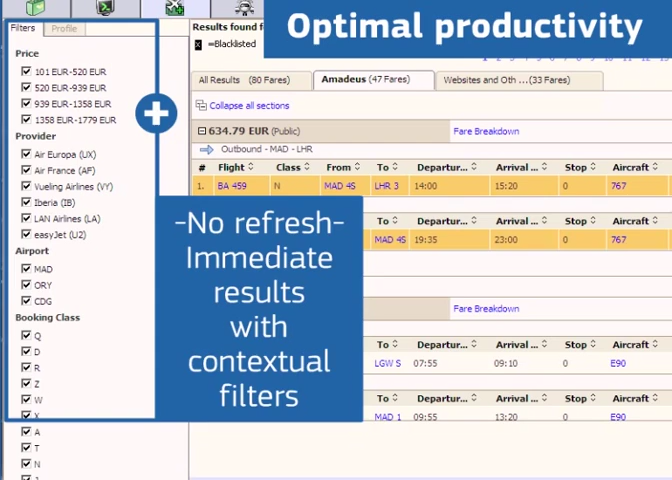 Optimal productivity
Filters
Profile
Price
101 EUR-520 EUR
520 EUR-939 EUR
939 EUR-1358 EUR
1358 EUR-1779 EUR
Provider
Air Europa (UX)
Air France (AF)
Vueling Airlines (VY)
Iberia (IB)
LAN Airlines (LA)
easyJet (U2)
Airport
MAD
ORY
CDG
Booking Class
Q
D
R
Z
W
X
A
T
N
-No refresh-
Immediate
results
with
contextual
filters
Results found f
X =Blacklisted
All Results (80 Fares) Amadeus (47 Fares) Websites and Oth ...(33 Fares)
Collapse all sections
634.79 EUR (Public) Fare Breakdown
Outbound - MAD - LHR
# Flight Class From To Departur... Arrival ... Stop Aircraft
1. BA 459 N MAD 4S LHR 3 14:00 15:20 0 767
To Departur... Arrival ... Stop Aircraft
MAD 4S 19:35 23:00 0 767
Fare Breakdown
To Departur... Arrival ... Stop Aircraft
LGW S 07:55 09:10 0 E90
To Departur... Arrival ... Stop Aircraft
MAD 1 09:55 13:20 0 E90